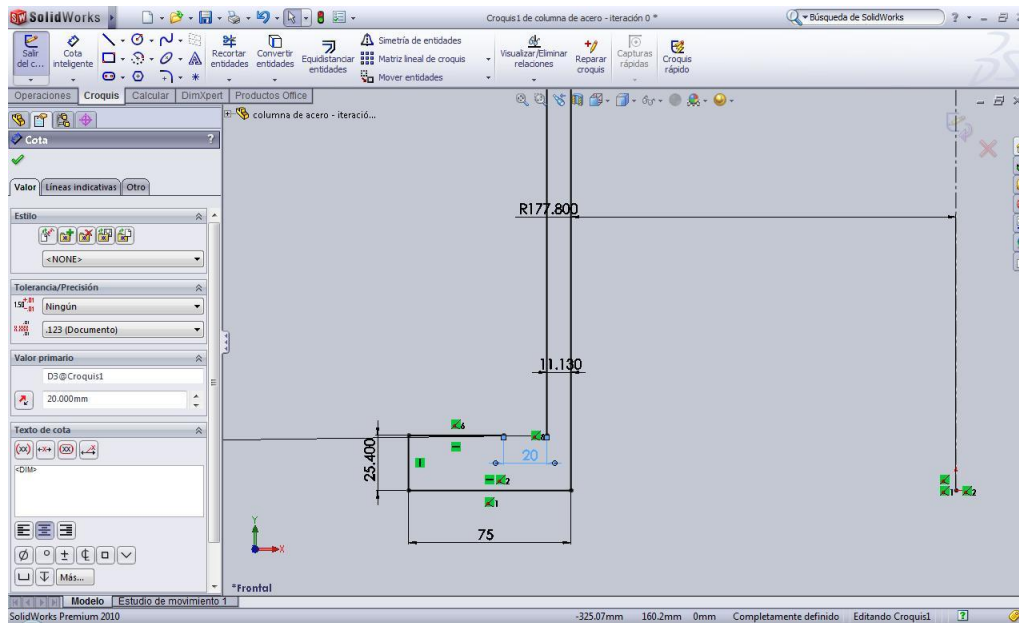 SolidWorks
Croquis1 de columna de acero - iteración 0 *
Búsqueda de SolidWorks
Salir del c...
Cota inteligente
Recortar entidades
Convertir entidades
Equidistanciar entidades
Simetría de entidades
Matriz lineal de croquis
Mover entidades
Visualizar/Eliminar relaciones
Reparar croquis
Capturas rápidas
Croquis rápido
Operaciones Croquis Calcular DimXpert Productos Office
columna de acero - iteració...
Cota ?
Valor Líneas indicativas Otro
Estilo
<NONE>
Tolerancia/Precisión
Ningún
.123 (Documento)
Valor primario
D3@Croquis1
20.000mm
Texto de cota
<DIM>
Más...
R177.800
11.130
25.400
20
75
Y
X
*Frontal
Modelo Estudio de movimiento 1
SolidWorks Premium 2010
-325.07mm 160.2mm 0mm Completamente definido Editando Croquis1